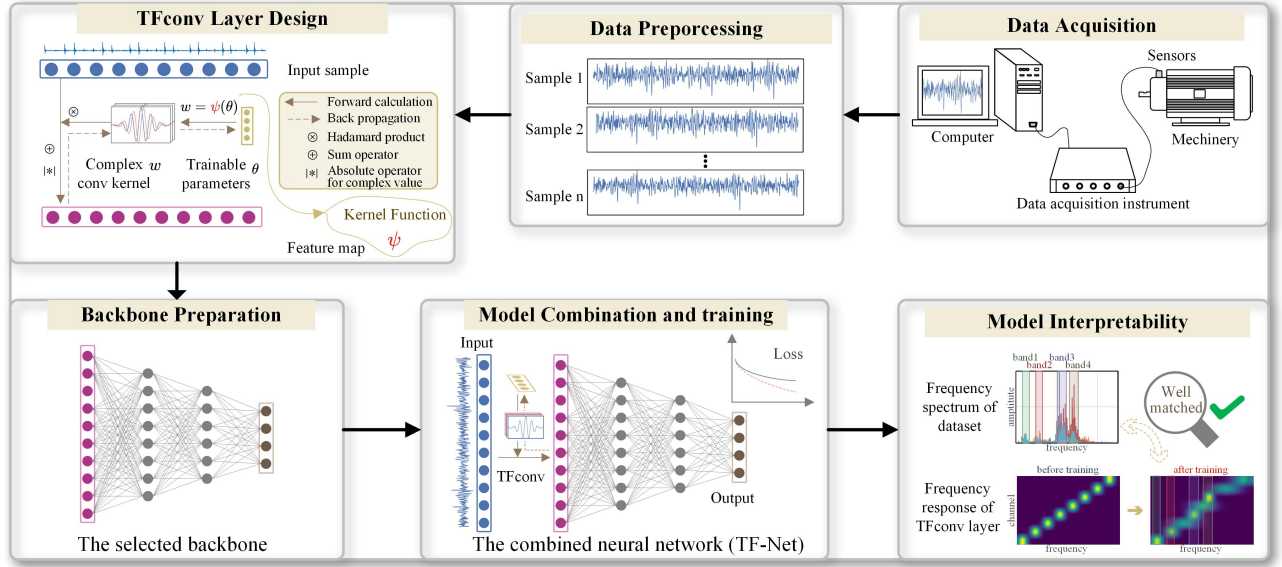 TFconv Layer Design
Input sample
w = ψ(θ)
⊗
⊕
|*|
Complex w
conv kernel
Trainable θ
parameters
Forward calculation
Back propagation
⊗ Hadamard product
⊕ Sum operator
|*| Absolute operator
for complex value
Kernel Function
ψ
Feature map
Data Preporcessing
Sample 1
Sample 2
Sample n
Data Acquisition
Sensors
Computer
Mechinery
Data acquisition instrument
Backbone Preparation
The selected backbone
Model Combination and training
Input
Loss
TFconv
Output
The combined neural network (TF-Net)
Model Interpretability
Frequency
spectrum of
dataset
band1
band2
band3
band4
amplitrute
frequency
Well
matched
Frequency
response of
TFconv layer
before training
after training
channel
frequency
frequency